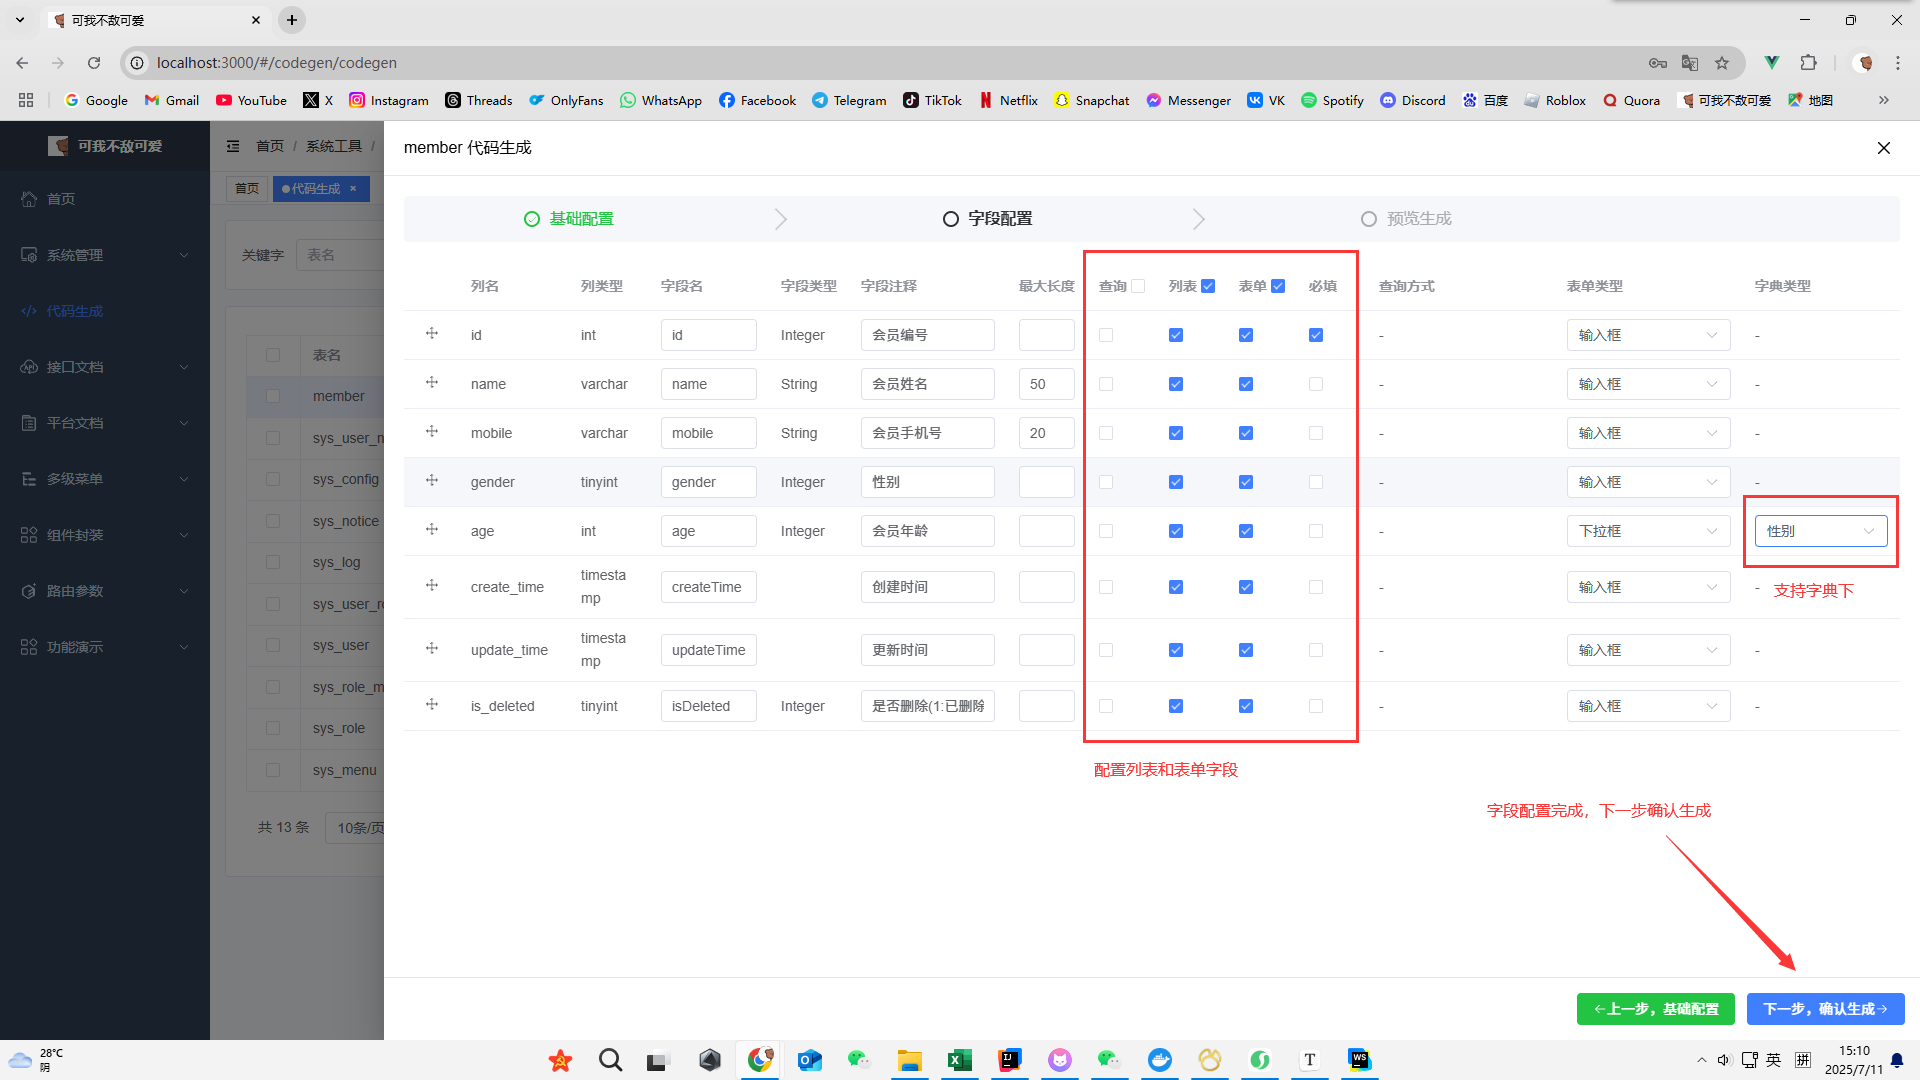 可我不敌可爱
localhost:3000/#/codegen/codegen
Google Gmail YouTube X Instagram Threads OnlyFans WhatsApp Facebook Telegram TikTok Netflix Snapchat Messenger VK Spotify Discord 百度 Roblox Quora 可我不敌可爱 地图
可我不敌可爱
首页 / 系统工具 /
member 代码生成
首页 代码生成
首页
系统管理
代码生成
接口文档
平台文档
多级菜单
组件封装
路由参数
功能演示
关键字 表名
表名
member
sys_user_n
sys_config
sys_notice
sys_log
sys_user_ro
sys_user
sys_role_m
sys_role
sys_menu
共 13 条 10条/页
基础配置 字段配置 预览生成
列名 列类型 字段名 字段类型 字段注释 最大长度 查询 列表 表单 必填 查询方式 表单类型 字典类型
id int id Integer 会员编号 - 输入框 -
name varchar name String 会员姓名 50 - 输入框 -
mobile varchar mobile String 会员手机号 20 - 输入框 -
gender tinyint gender Integer 性别 - 输入框 -
age int age Integer 会员年龄 - 下拉框 性别
create_time timesta
mp createTime 创建时间 - 输入框 - 支持字典下
update_time timesta
mp updateTime 更新时间 - 输入框 -
is_deleted tinyint isDeleted Integer 是否删除(1:已删除 - 输入框 -
配置列表和表单字段
字段配置完成，下一步确认生成
上一步，基础配置 下一步，确认生成
28°C
阴
英 拼
15:10
2025/7/11